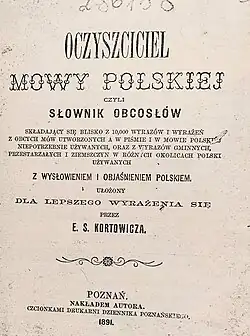 OCZYSZCICIEL
MOWY POLSKIEJ
CZYLI
SŁOWNIK OBCOSŁÓW
SKŁADAJĄCY SIĘ BLISKO Z 10,000 WYRAZÓW I WYRAŻEŃ
Z OBCYCH MÓW UTWORZONYCH A W PIŚMIE I W MOWIE POLSKIEJ
NIEPOTRZEBNIE UŻYWANYCH, ORAZ Z WYRAZÓW GMINNYCH,
PRZESTARZAŁYCH I ZIEMSZCZYN W RÓŻNYCH OKOLICACH POLSKI
UŻYWANYCH
Z WYSŁOWIENIEM I OBJAŚNIENIEM POLSKIEM.
UŁOŻONY
DLA LEPSZEGO WYRAŻENIA SIĘ
PRZEZ
E. S. KORTOWICZA.
POZNAŃ.
NAKŁADEM AUTORA.
CZCIONKAMI DRUKARNI DZIENNIKA POZNAŃSKIEGO.
1891.